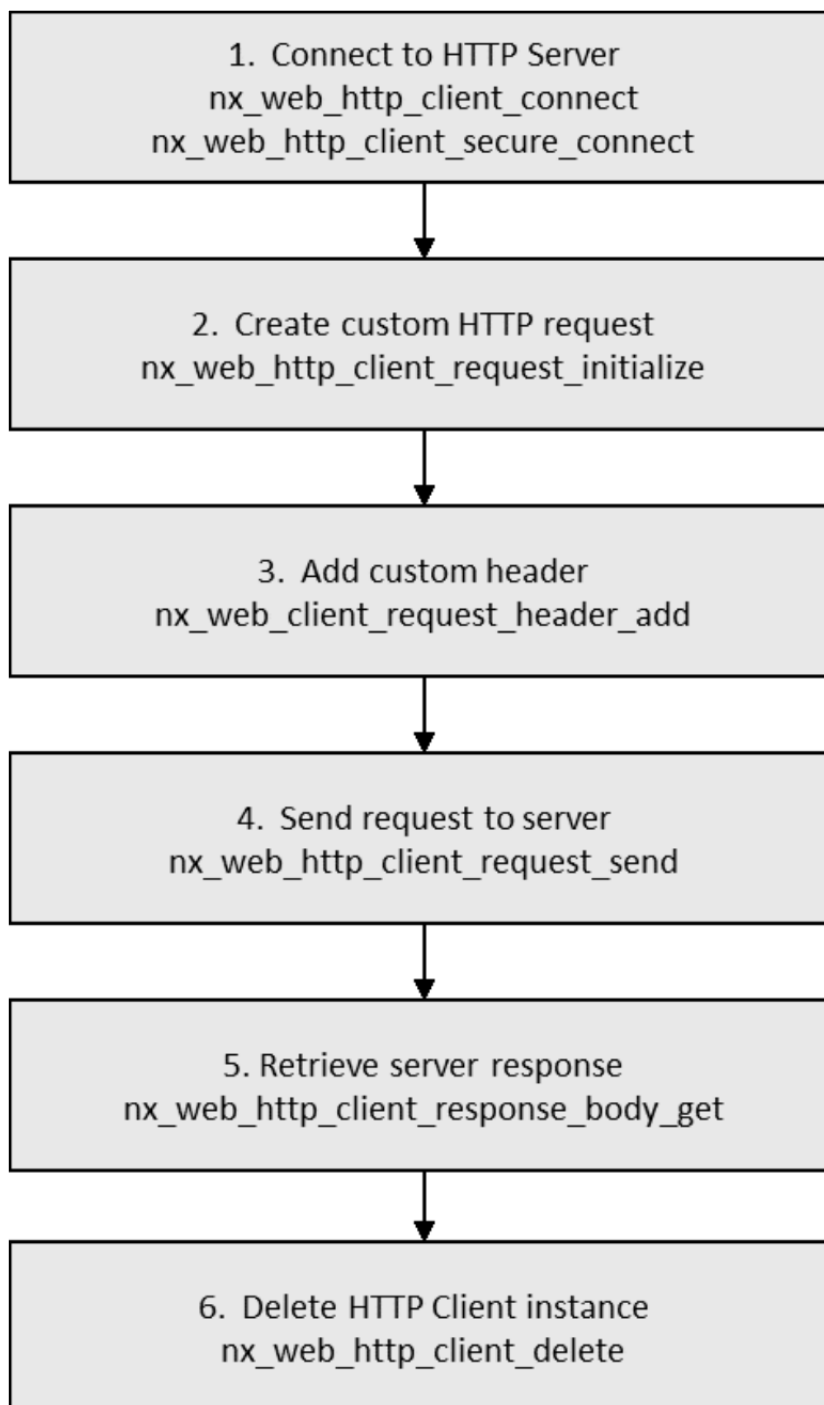 1. Connect to HTTP Server
nx_web_http_client_connect
nx_web_http_client_secure_connect
2. Create custom HTTP request
nx_web_http_client_request_initialize
3. Add custom header
nx_web_client_request_header_add
4. Send request to server
nx_web_http_client_request_send
5. Retrieve server response
nx_web_http_client_response_body_get
6. Delete HTTP Client instance
nx_web_http_client_delete